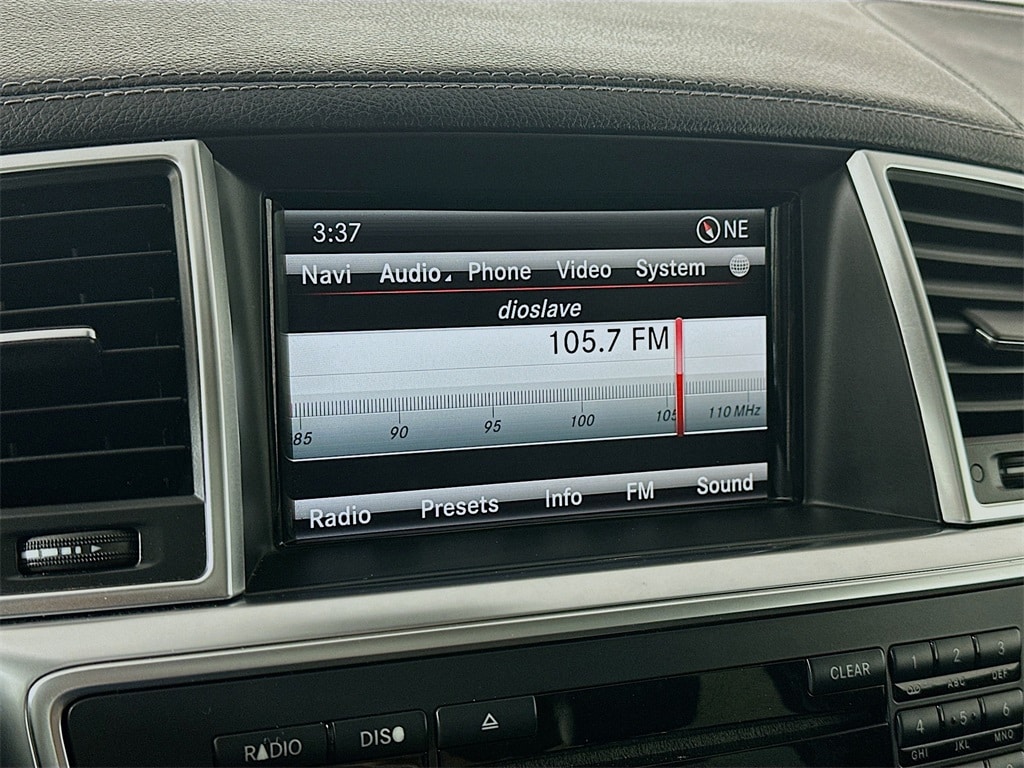 3:37 NE
Navi Audio Phone Video System
dioslave
105.7 FM
85 90 95 100 105 110 MHz
Radio Presets Info FM Sound
CLEAR 1 2 3
ABC DEF
RADIO DISC 4 5 6
GHI JKL MNO